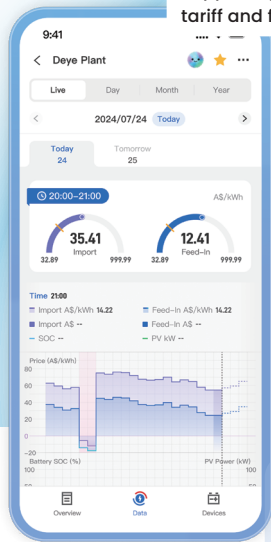 tariff and f
9:41
Deye Plant
Live Day Month Year
2024/07/24 Today
Today Tomorrow
24 25
20:00-21:00 A$/kWh
35.41 12.41
Import Feed-In
32.89 999.99 32.89 999.99
Time 21:00
Import A$/kWh 14.22 Feed-In A$/kWh 14.22
Import A$ -- Feed-In A$ --
SOC -- PV kW --
Price (A$/kWh)
80
60
40
20
0
-20
Battery SOC (%) PV Power (kW)
100 100
Overview Data Devices